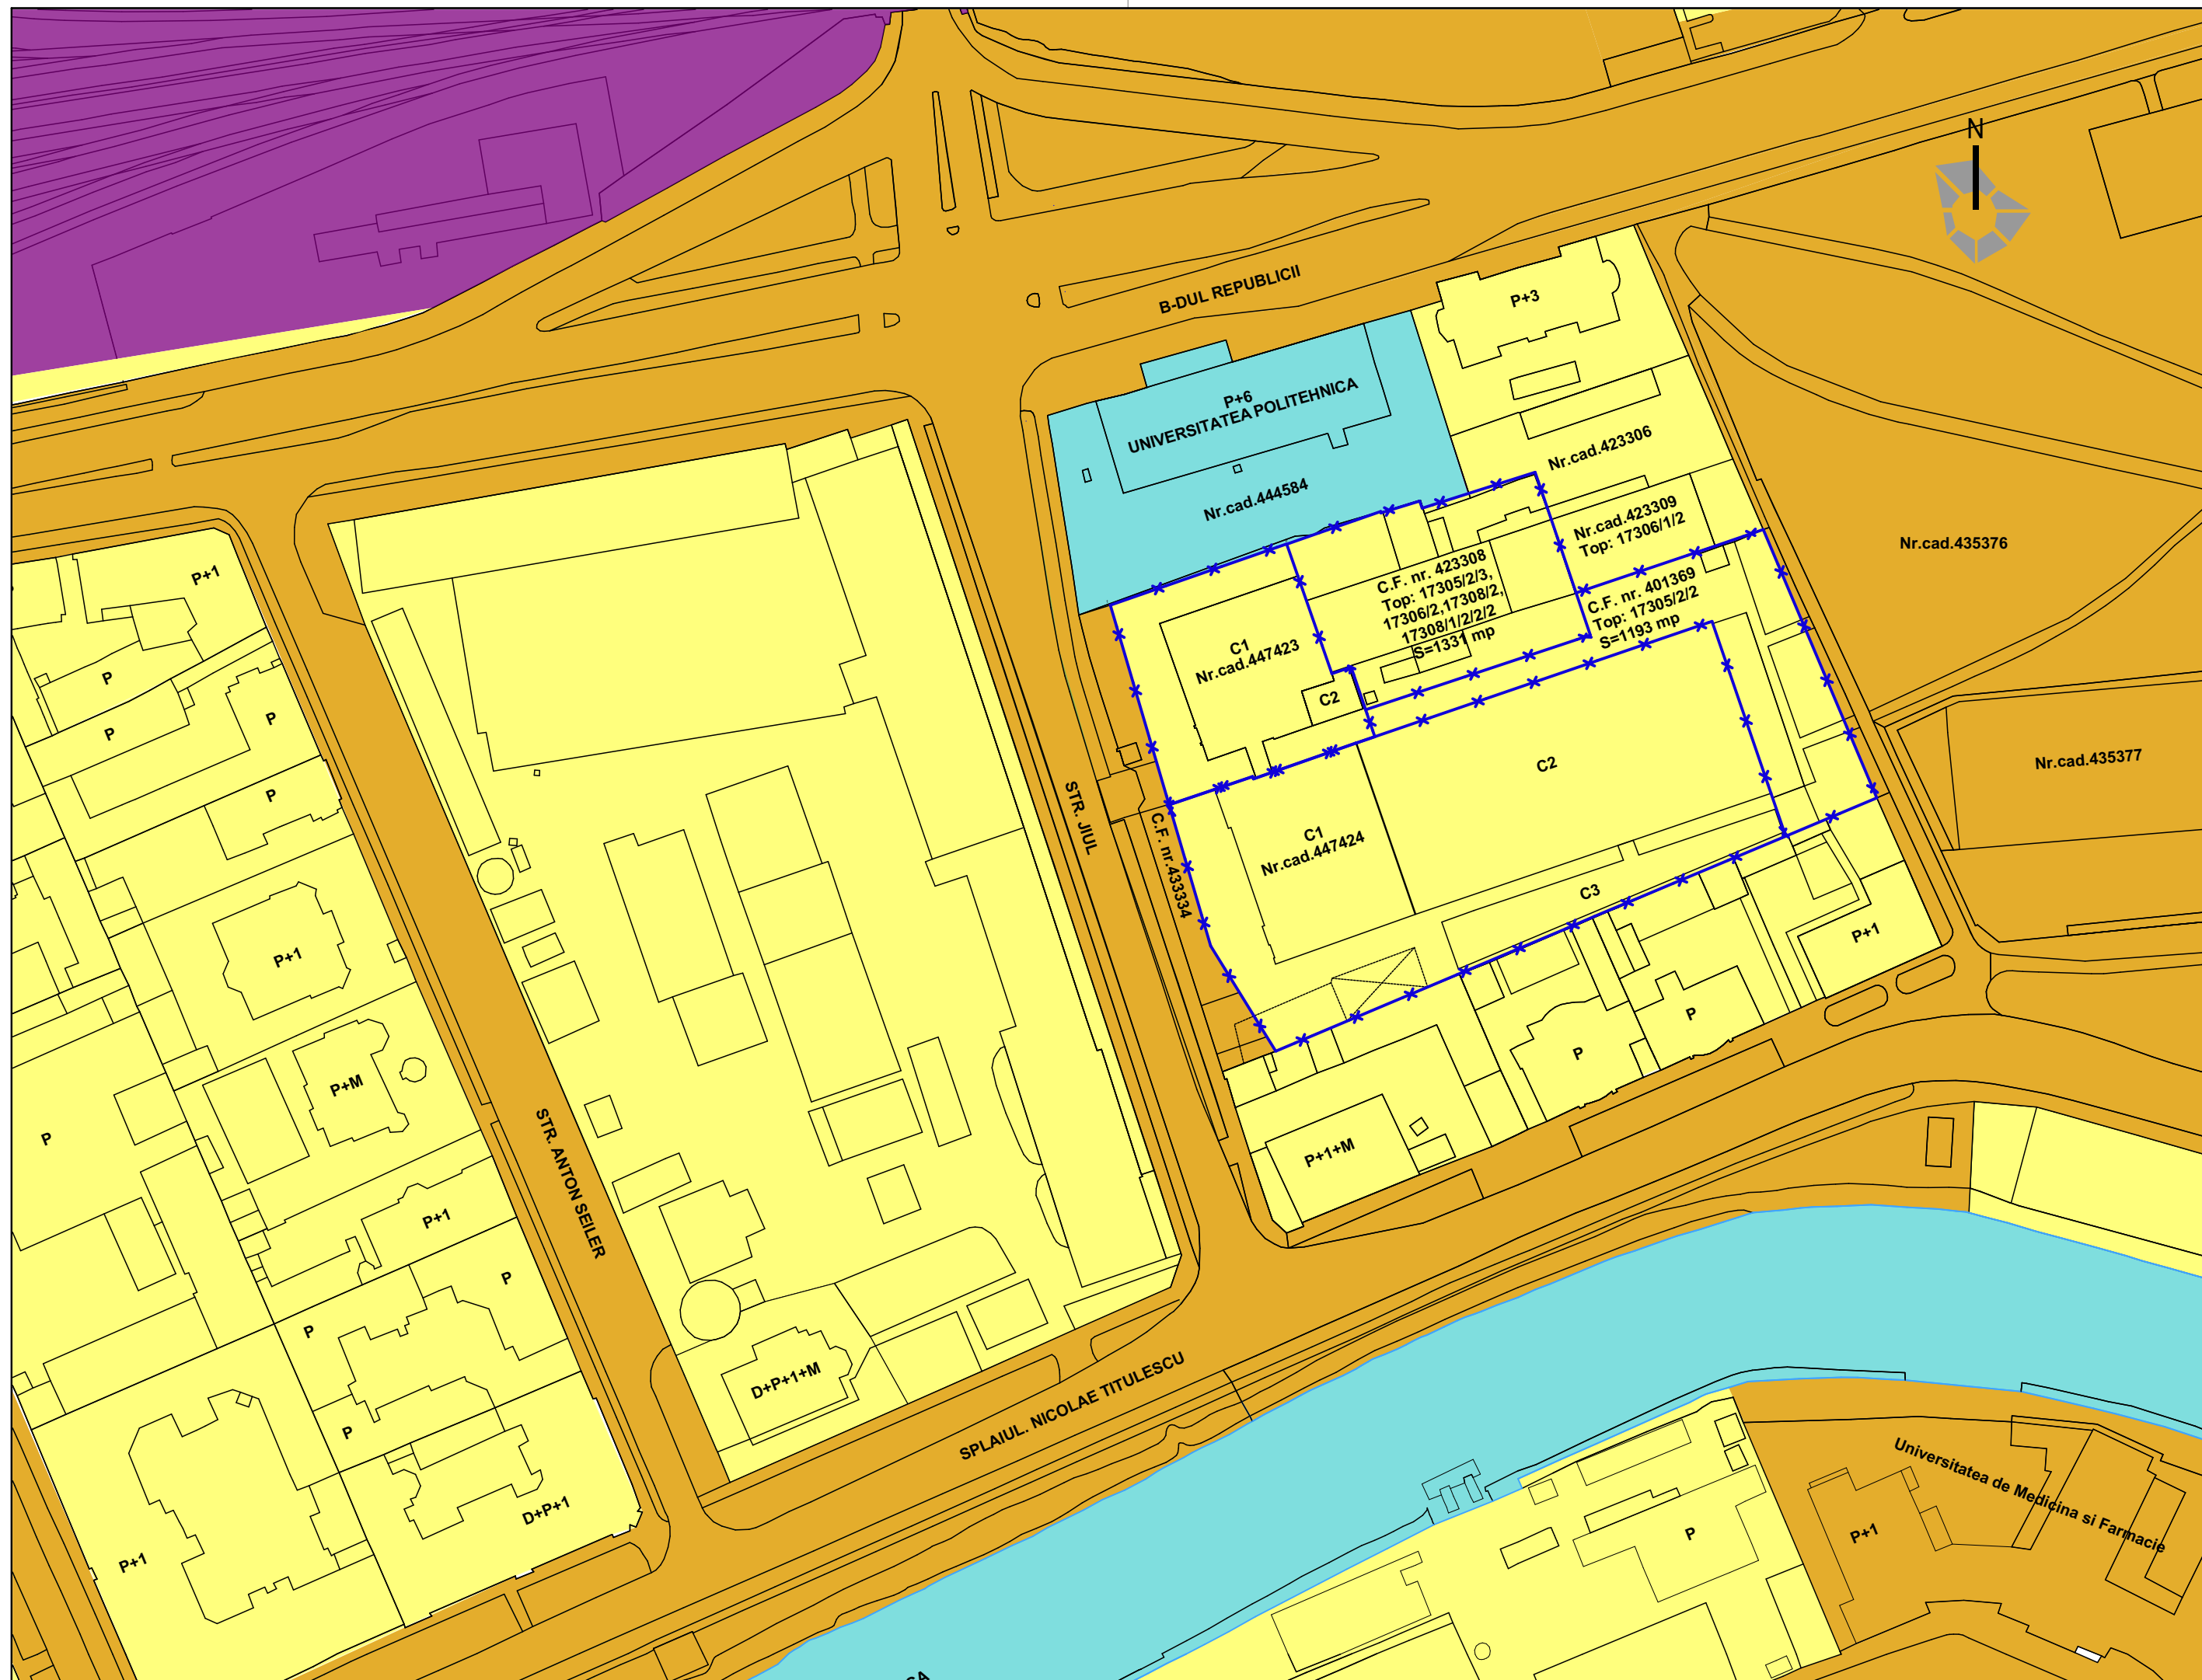 N
B-DUL REPUBLICII
P+3
P+6
UNIVERSITATEA POLITEHNICA
Nr.cad.444584
Nr.cad.423306
Nr.cad.423309
Top: 17306/1/2
Nr.cad.435376
C.F. nr. 423308
Top: 17305/2/3,
17306/2,17308/2,
17308/1/2/2/2
S=1331 mp
C.F. nr. 401369
Top: 17305/2/2
S=1193 mp
C1
Nr.cad.447423
C2
C2
Nr.cad.435377
STR. JIUL
C.F. nr.433334
C1
Nr.cad.447424
C3
P+1
P
P
P+1+M
P+1
P
P
P
P
P+1
P+M
P
P+1
P
P
P
D+P+1
P+1
STR. ANTON SEILER
D+P+1+M
SPLAIUL. NICOLAE TITULESCU
Universitatea de Medicina si Farmacie
P+1
P